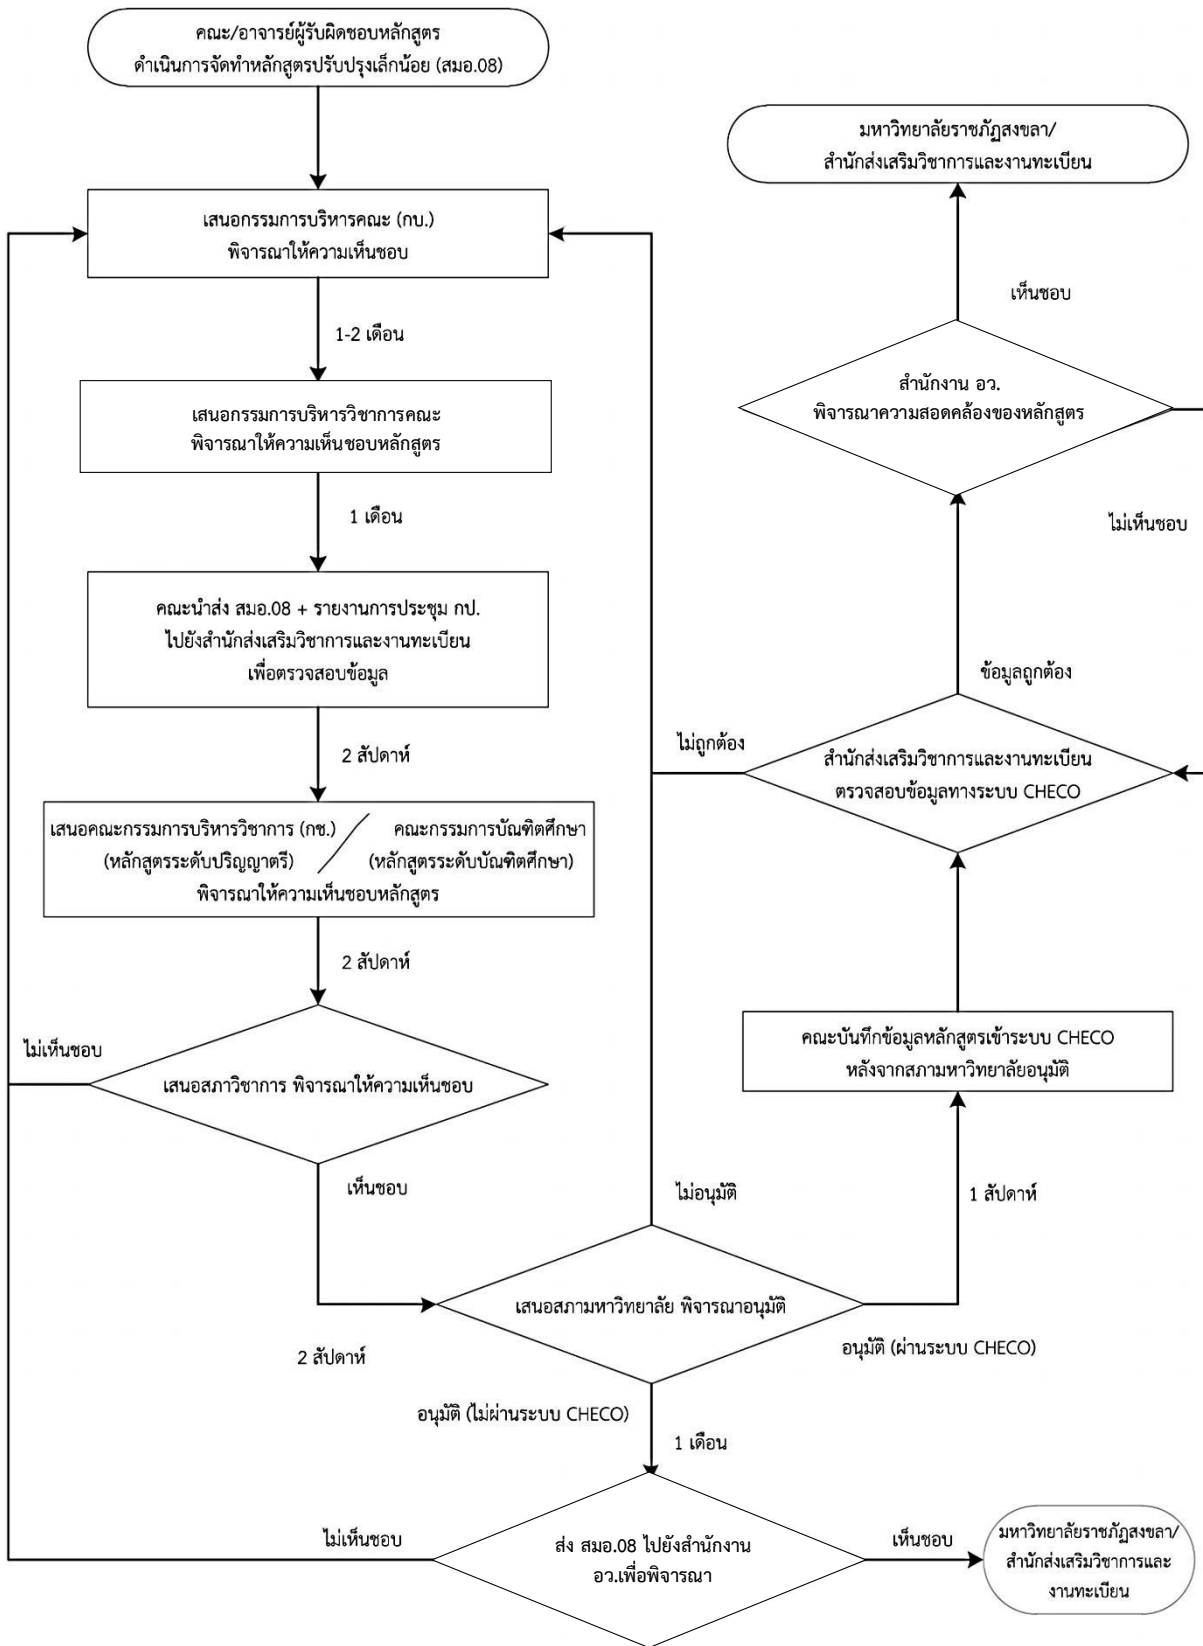 คณะ/อาจารย์ผู้รับผิดชอบหลักสูตร
ดำเนินการจัดทำหลักสูตรปรับปรุงเล็กน้อย (สมอ.08)
เสนอกรรมการบริหารคณะ (กบ.)
พิจารณาให้ความเห็นชอบ
1-2 เดือน
เสนอกรรมการบริหารวิชาการคณะ
พิจารณาให้ความเห็นชอบหลักสูตร
1 เดือน
คณะนำส่ง สมอ.08 + รายงานการประชุม กป.
ไปยังสำนักส่งเสริมวิชาการและงานทะเบียน
เพื่อตรวจสอบข้อมูล
2 สัปดาห์
เสนอคณะกรรมการบริหารวิชาการ (กช.)
(หลักสูตรระดับปริญญาตรี)
คณะกรรมการบัณฑิตศึกษา
(หลักสูตรระดับบัณฑิตศึกษา)
พิจารณาให้ความเห็นชอบหลักสูตร
2 สัปดาห์
ไม่เห็นชอบ
เสนอสภาวิชาการ พิจารณาให้ความเห็นชอบ
เห็นชอบ
2 สัปดาห์
ไม่อนุมัติ
เสนอสภามหาวิทยาลัย พิจารณาอนุมัติ
อนุมัติ (ไม่ผ่านระบบ CHECO)
1 เดือน
ไม่เห็นชอบ
ส่ง สมอ.08 ไปยังสำนักงาน
อว.เพื่อพิจารณา
เห็นชอบ
มหาวิทยาลัยราชภัฏสงขลา/
สำนักส่งเสริมวิชาการและ
งานทะเบียน
อนุมัติ (ผ่านระบบ CHECO)
1 สัปดาห์
คณะบันทึกข้อมูลหลักสูตรเข้าระบบ CHECO
หลังจากสภามหาวิทยาลัยอนุมัติ
สำนักส่งเสริมวิชาการและงานทะเบียน
ตรวจสอบข้อมูลทางระบบ CHECO
ไม่ถูกต้อง
ข้อมูลถูกต้อง
สำนักงาน อว.
พิจารณาความสอดคล้องของหลักสูตร
ไม่เห็นชอบ
เห็นชอบ
มหาวิทยาลัยราชภัฏสงขลา/
สำนักส่งเสริมวิชาการและงานทะเบียน